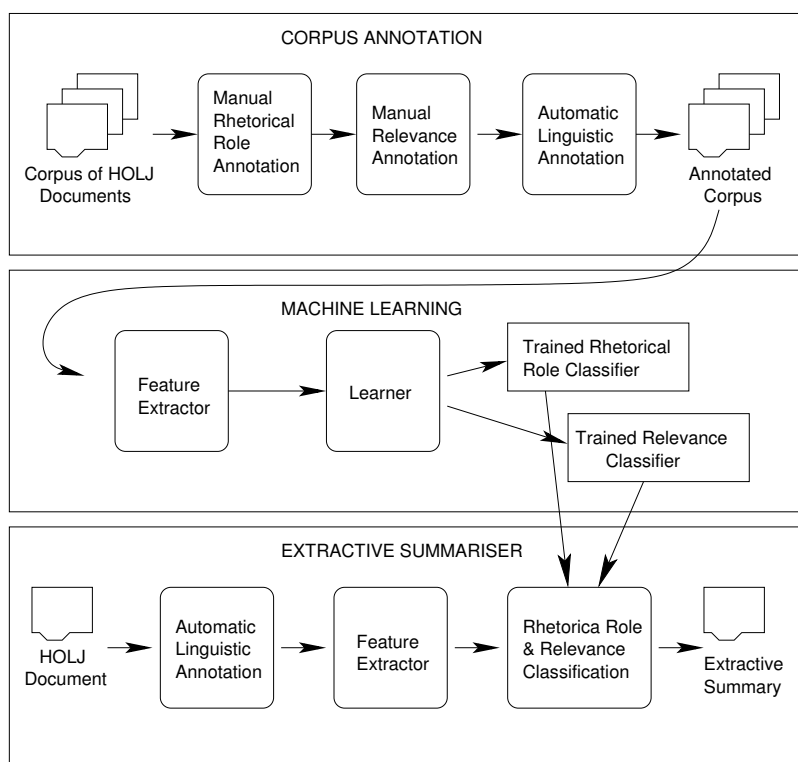 CORPUS ANNOTATION
Corpus of HOLJ
Documents
Manual
Rhetorical
Role
Annotation
Manual
Relevance
Annotation
Automatic
Linguistic
Annotation
Annotated
Corpus
MACHINE LEARNING
Feature
Extractor
Learner
Trained Rhetorical
Role Classifier
Trained Relevance
Classifier
EXTRACTIVE SUMMARISER
HOLJ
Document
Automatic
Linguistic
Annotation
Feature
Extractor
Rhetorica Role
& Relevance
Classification
Extractive
Summary